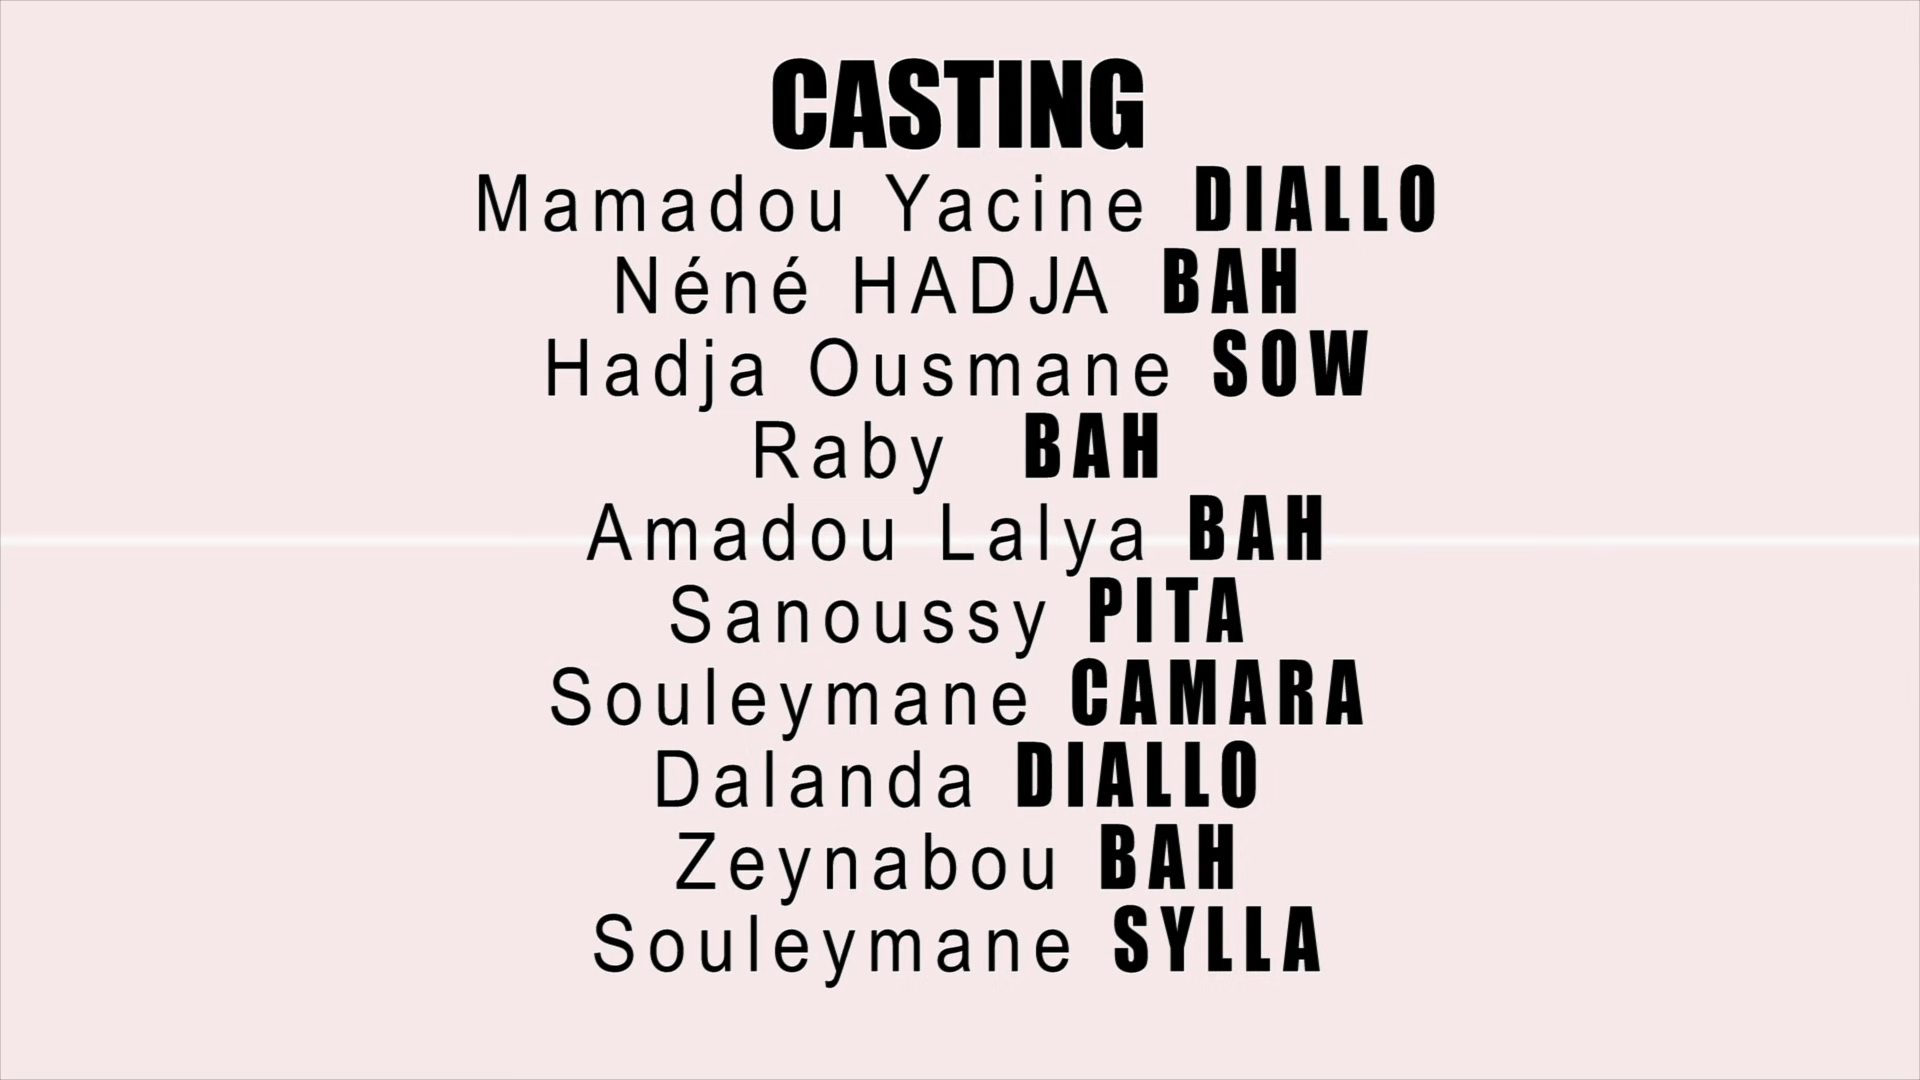 CASTING
Mamadou Yacine DIALLO
Néné HADJA BAH
Hadja Ousmane SOW
Raby BAH
Amadou Lalya BAH
Sanoussy PITA
Souleymane CAMARA
Dalanda DIALLO
Zeynabou BAH
Souleymane SYLLA